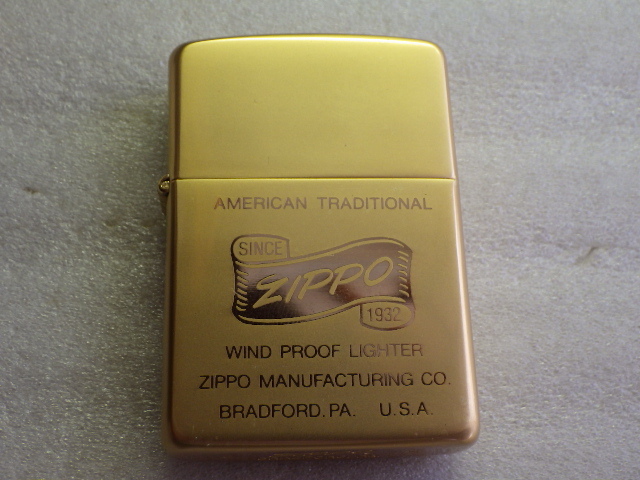 AMERICAN TRADITIONAL
SINCE
ZIPPO
1932
WIND PROOF LIGHTER
ZIPPO MANUFACTURING CO.
BRADFORD.PA. U.S.A.